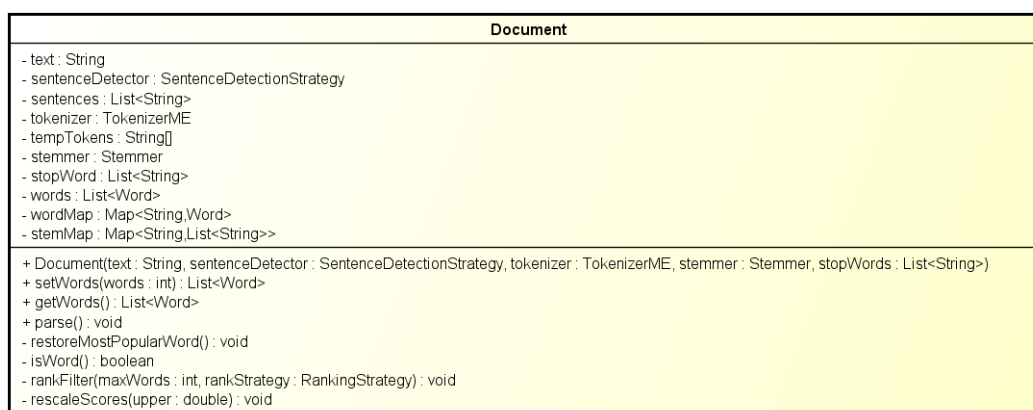 Document
- text : String
- sentenceDetector : SentenceDetectionStrategy
- sentences : List<String>
- tokenizer : TokenizerME
- tempTokens : String[]
- stemmer : Stemmer
- stopWord : List<String>
- words : List<Word>
- wordMap : Map<String,Word>
- stemMap : Map<String,List<String>>
+ Document(text : String, sentenceDetector : SentenceDetectionStrategy, tokenizer : TokenizerME, stemmer : Stemmer, stopWords : List<String>)
+ setWords(words : int) : List<Word>
+ getWords() : List<Word>
+ parse() : void
- restoreMostPopularWord() : void
- isWord() : boolean
- rankFilter(maxWords : int, rankStrategy : RankingStrategy) : void
- rescaleScores(upper : double) : void